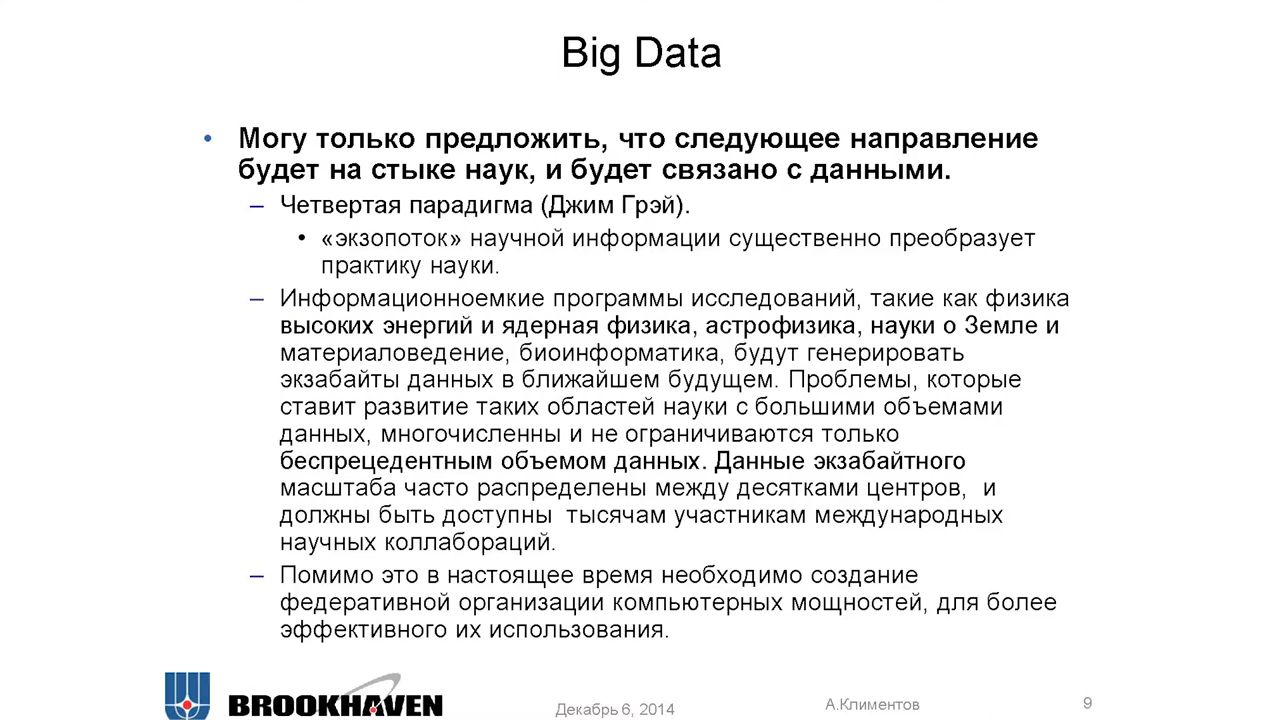 Big Data
• Могу только предложить, что следующее направление
будет на стыке наук, и будет связано с данными.
– Четвертая парадигма (Джим Грэй).
• «экзопоток» научной информации существенно преобразует
практику науки.
– Информационноемкие программы исследований, такие как физика
высоких энергий и ядерная физика, астрофизика, науки о Земле и
материаловедение, биоинформатика, будут генерировать
экзабайты данных в ближайшем будущем. Проблемы, которые
ставит развитие таких областей науки с большими объемами
данных, многочисленны и не ограничиваются только
беспрецедентным объемом данных. Данные экзабайтного
масштаба часто распределены между десятками центров, и
должны быть доступны тысячам участникам международных
научных коллабораций.
– Помимо это в настоящее время необходимо создание
федеративной организации компьютерных мощностей, для более
эффективного их использования.
BROOKHAVEN
Декабрь 6, 2014
А.Климентов
9